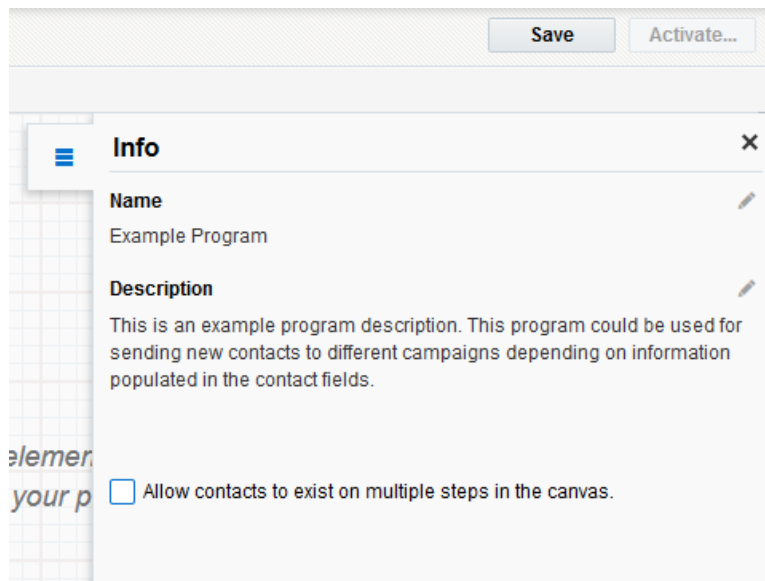 Save
Activate...
Info
Name
Example Program
Description
This is an example program description. This program could be used for
sending new contacts to different campaigns depending on information
populated in the contact fields.
your p
Allow contacts to exist on multiple steps in the canvas.